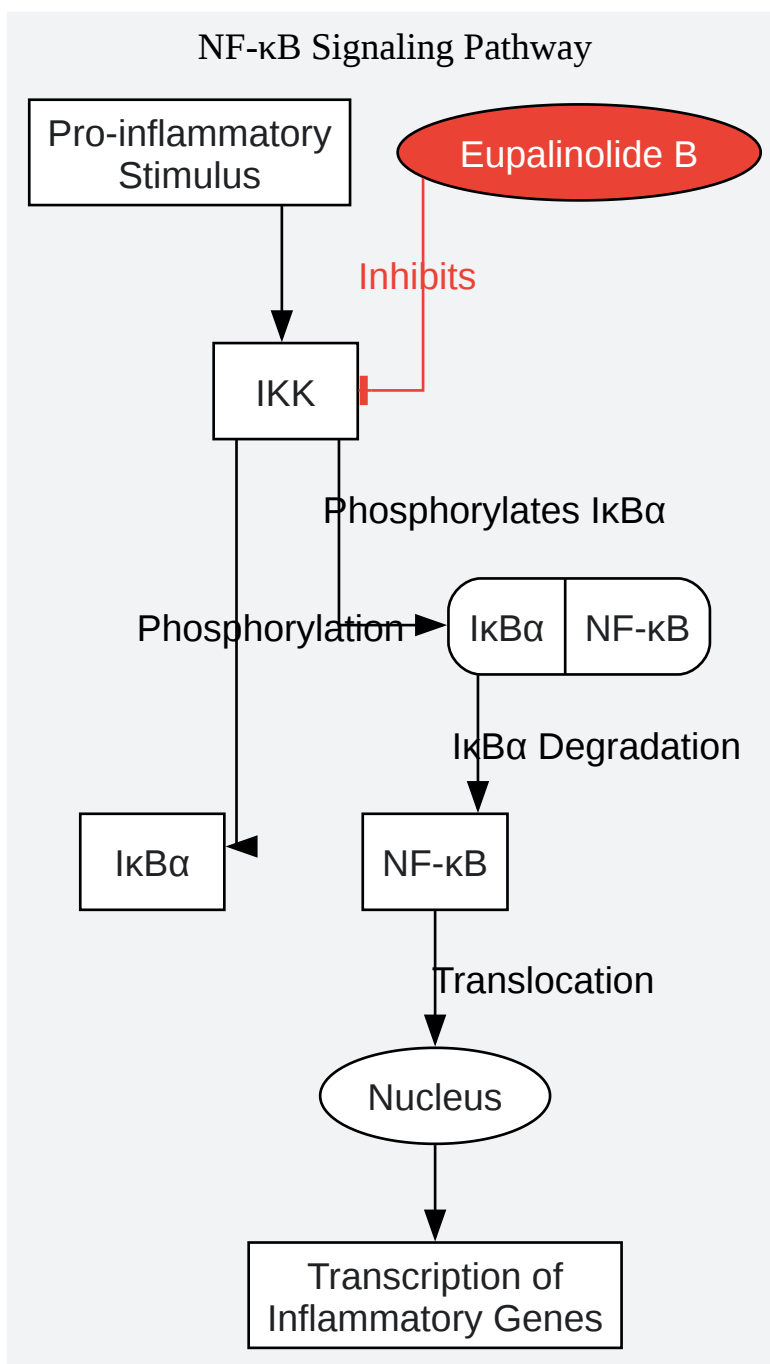 NF-κB Signaling Pathway
Pro-inflammatory
Stimulus
Eupalinolide B
Inhibits
IKK
Phosphorylates IκBα
Phosphorylation
IκBα
NF-κB
IκBα Degradation
IκBα
NF-κB
Translocation
Nucleus
Transcription of
Inflammatory Genes